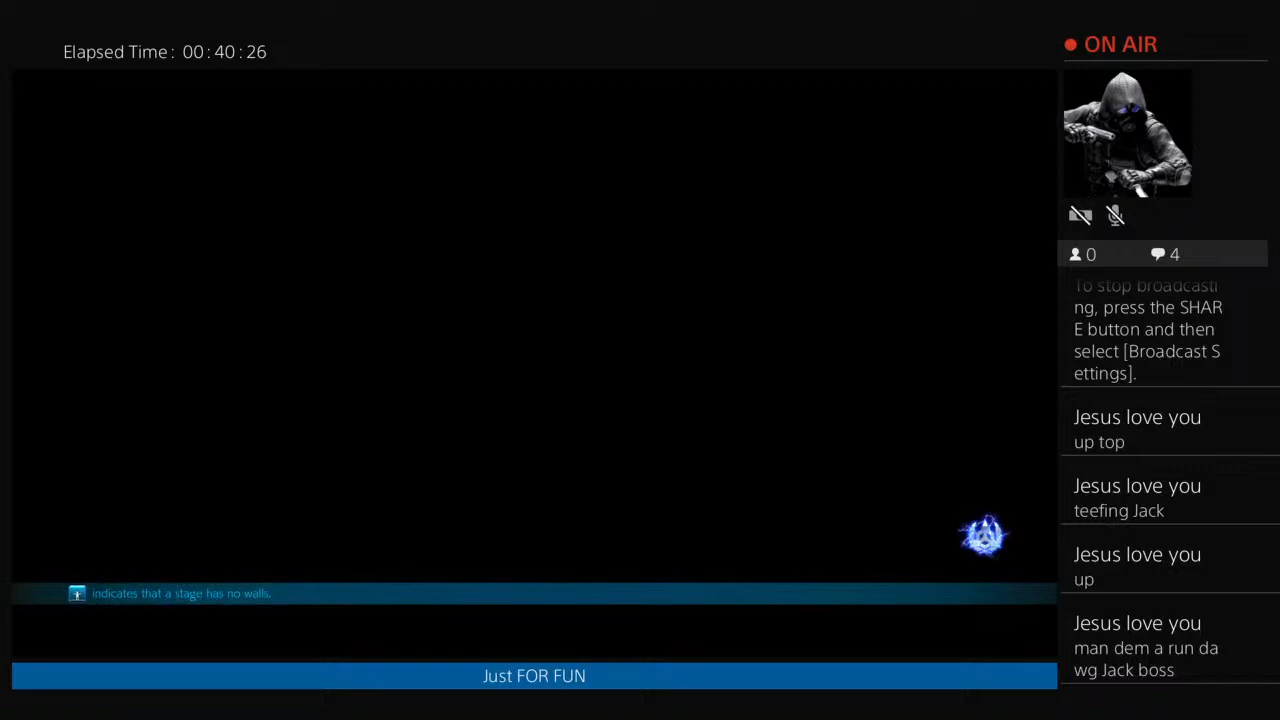 Elapsed Time: 00:40:26
ON AIR
0 4
To stop broadcasti
ng, press the SHAR
E button and then
select [Broadcast S
ettings].
Jesus love you
up top
Jesus love you
teefing Jack
Jesus love you
up
Jesus love you
man dem a run da
wg Jack boss
indicates that a stage has no walls.
Just FOR FUN